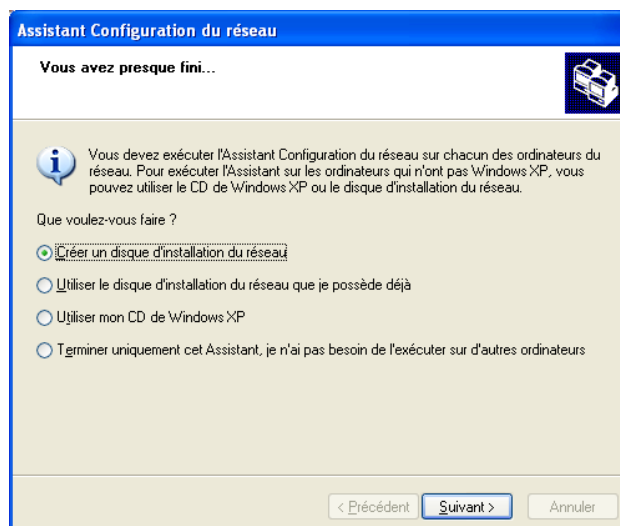 Assistant Configuration du réseau
Vous avez presque fini...
Vous devez exécuter l'Assistant Configuration du réseau sur chacun des ordinateurs du
réseau. Pour exécuter l'Assistant sur les ordinateurs qui n'ont pas Windows XP, vous
pouvez utiliser le CD de Windows XP ou le disque d'installation du réseau.
Que voulez-vous faire ?
Créer un disque d'installation du réseau
Utiliser le disque d'installation du réseau que je possède déjà
Utiliser mon CD de Windows XP
Terminer uniquement cet Assistant, je n'ai pas besoin de l'exécuter sur d'autres ordinateurs
< Précédent Suivant > Annuler